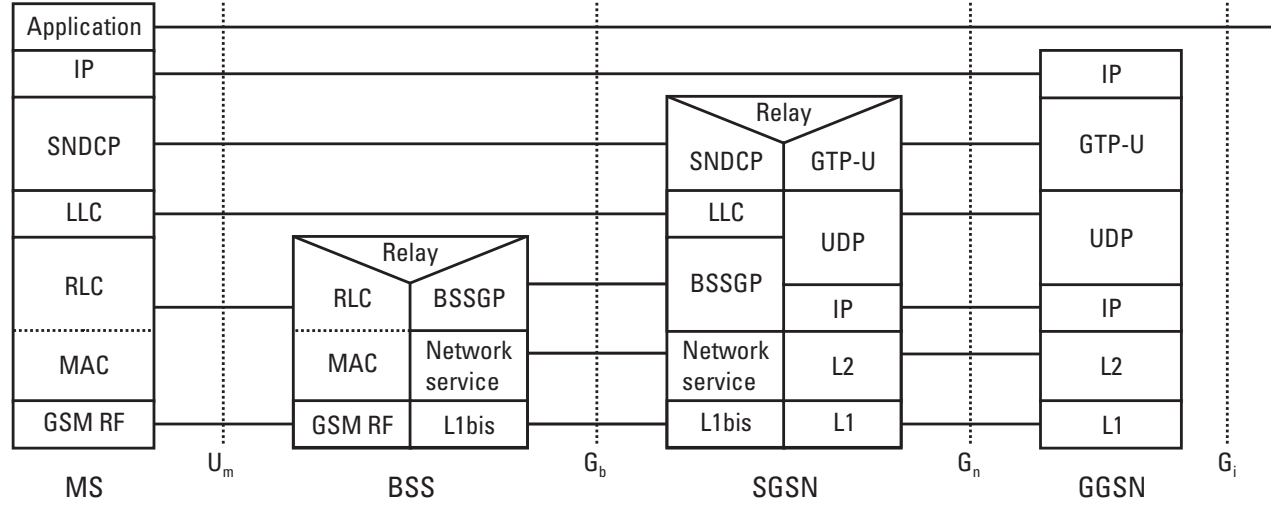 Application
IP
IP
Relay
SNDCP
SNDCP
GTP-U
GTP-U
LLC
LLC
UDP
UDP
Relay
RLC
RLC
BSSGP
BSSGP
IP
IP
MAC
MAC
Network
service
Network
service
L2
L2
GSM RF
GSM RF
L1bis
L1bis
L1
L1
Um
Gb
Gn
Gi
MS
BSS
SGSN
GGSN